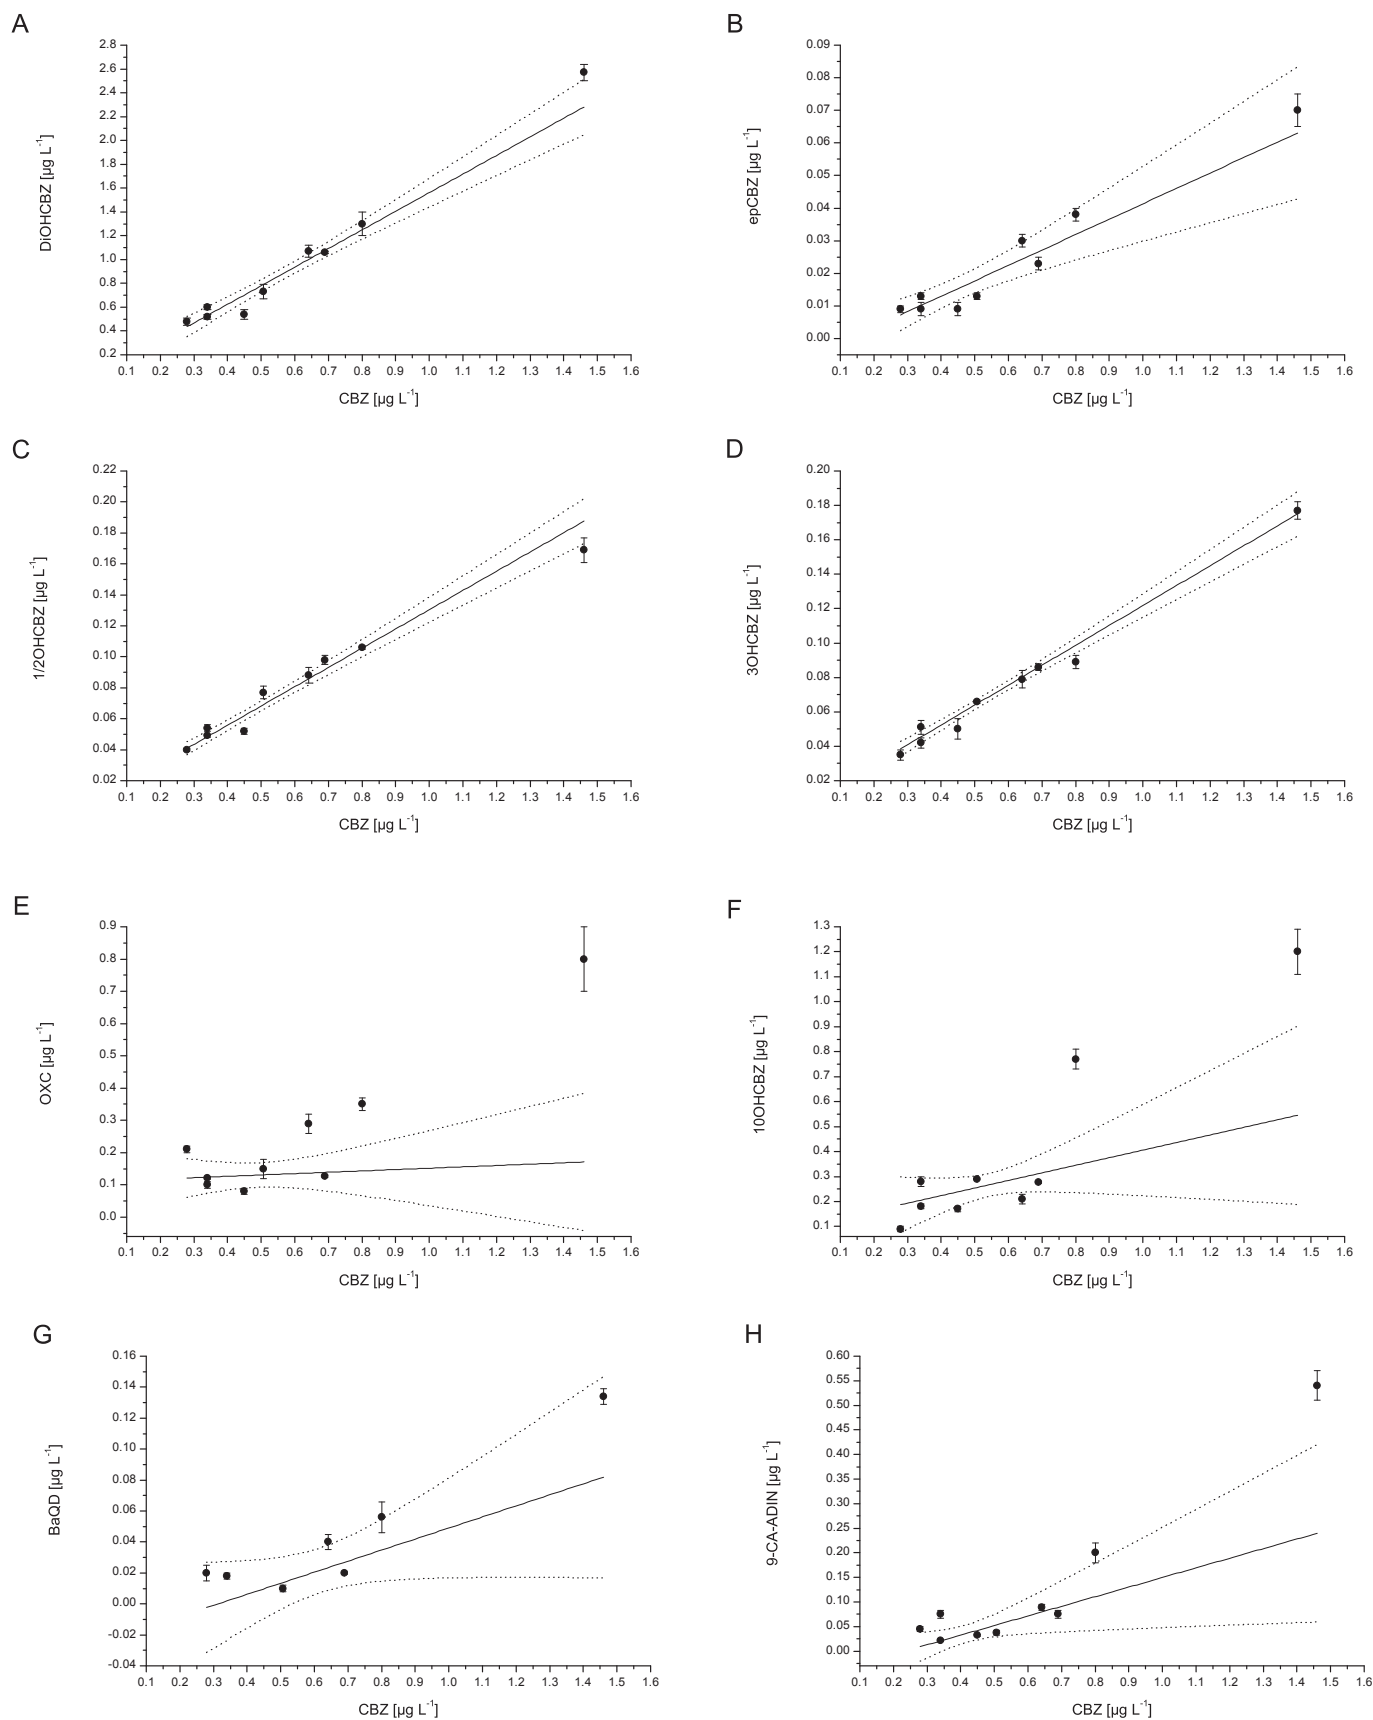 A
DiOHCBZ [µg L-1]
2.8
2.6
2.4
2.2
2.0
1.8
1.6
1.4
1.2
1.0
0.8
0.6
0.4
0.2
0.1 0.2 0.3 0.4 0.5 0.6 0.7 0.8 0.9 1.0 1.1 1.2 1.3 1.4 1.5 1.6
CBZ [µg L-1]
B
epCBZ [µg L-1]
0.09
0.08
0.07
0.06
0.05
0.04
0.03
0.02
0.01
0.00
0.1 0.2 0.3 0.4 0.5 0.6 0.7 0.8 0.9 1.0 1.1 1.2 1.3 1.4 1.5 1.6
CBZ [µg L-1]
C
1/2OHCBZ [µg L-1]
0.22
0.20
0.18
0.16
0.14
0.12
0.10
0.08
0.06
0.04
0.02
0.1 0.2 0.3 0.4 0.5 0.6 0.7 0.8 0.9 1.0 1.1 1.2 1.3 1.4 1.5 1.6
CBZ [µg L-1]
D
3OHCBZ [µg L-1]
0.20
0.18
0.16
0.14
0.12
0.10
0.08
0.06
0.04
0.02
0.1 0.2 0.3 0.4 0.5 0.6 0.7 0.8 0.9 1.0 1.1 1.2 1.3 1.4 1.5 1.6
CBZ [µg L-1]
E
OXC [µg L-1]
0.9
0.8
0.7
0.6
0.5
0.4
0.3
0.2
0.1
0.0
0.1 0.2 0.3 0.4 0.5 0.6 0.7 0.8 0.9 1.0 1.1 1.2 1.3 1.4 1.5 1.6
CBZ [µg L-1]
F
10OHCBZ [µg L-1]
1.3
1.2
1.1
1.0
0.9
0.8
0.7
0.6
0.5
0.4
0.3
0.2
0.1
0.1 0.2 0.3 0.4 0.5 0.6 0.7 0.8 0.9 1.0 1.1 1.2 1.3 1.4 1.5 1.6
CBZ [µg L-1]
G
BaQD [µg L-1]
0.16
0.14
0.12
0.10
0.08
0.06
0.04
0.02
0.00
-0.02
-0.04
0.1 0.2 0.3 0.4 0.5 0.6 0.7 0.8 0.9 1.0 1.1 1.2 1.3 1.4 1.5 1.6
CBZ [µg L-1]
H
9-CA-ADIN [µg L-1]
0.60
0.55
0.50
0.45
0.40
0.35
0.30
0.25
0.20
0.15
0.10
0.05
0.00
0.1 0.2 0.3 0.4 0.5 0.6 0.7 0.8 0.9 1.0 1.1 1.2 1.3 1.4 1.5 1.6
CBZ [µg L-1]